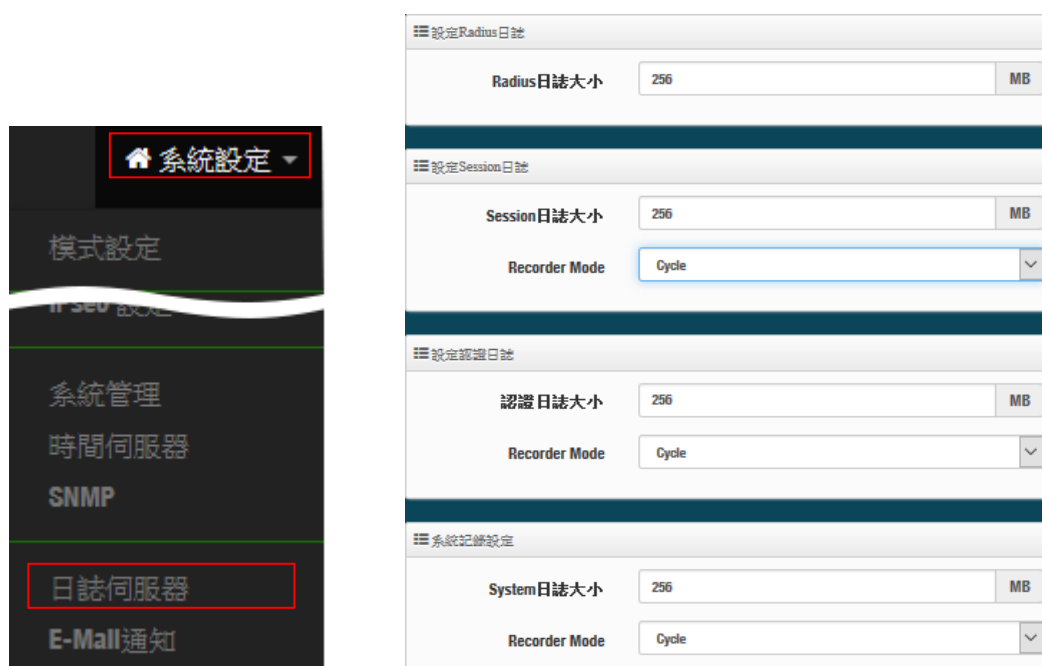 系統設定
模式設定
系統管理
時間伺服器
SNMP
日誌伺服器
E-Mall通知
設定Radius日誌
Radius日誌大小 256 MB
設定Session日誌
Session日誌大小 256 MB
Recorder Mode Cycle
設定認證日誌
認證日誌大小 256 MB
Recorder Mode Cycle
系統記錄設定
System日誌大小 256 MB
Recorder Mode Cycle